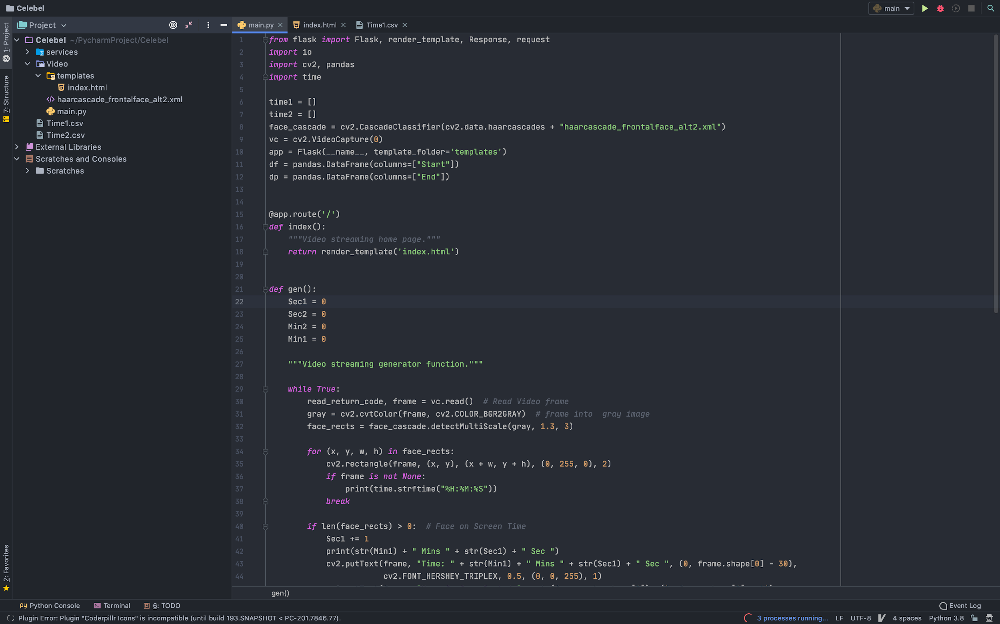 Celebel
main
1: Project
Z: Structure
2: Favorites
Project
Celebel ~/PycharmProject/Celebel
services
Video
templates
index.html
haarcascade_frontalface_alt2.xml
main.py
Time1.csv
Time2.csv
External Libraries
Scratches and Consoles
Scratches
main.py
index.html
Time1.csv
1 from flask import Flask, render_template, Response, request
2 import io
3 import cv2, pandas
4 import time
5
6 time1 = []
7 time2 = []
8 face_cascade = cv2.CascadeClassifier(cv2.data.haarcascades + "haarcascade_frontalface_alt2.xml")
9 vc = cv2.VideoCapture(0)
10 app = Flask(__name__, template_folder='templates')
11 df = pandas.DataFrame(columns=["Start"])
12 dp = pandas.DataFrame(columns=["End"])
13
14
15 @app.route('/')
16 def index():
17     """Video streaming home page."""
18     return render_template('index.html')
19
20
21 def gen():
22     Sec1 = 0
23     Sec2 = 0
24     Min2 = 0
25     Min1 = 0
26
27     """Video streaming generator function."""
28
29     while True:
30         read_return_code, frame = vc.read()  # Read Video frame
31         gray = cv2.cvtColor(frame, cv2.COLOR_BGR2GRAY)  # frame into  gray image
32         face_rects = face_cascade.detectMultiScale(gray, 1.3, 3)
33
34         for (x, y, w, h) in face_rects:
35             cv2.rectangle(frame, (x, y), (x + w, y + h), (0, 255, 0), 2)
36             if frame is not None:
37                 print(time.strftime("%H:%M:%S"))
38             break
39
40         if len(face_rects) > 0:  # Face on Screen Time
41             Sec1 += 1
42             print(str(Min1) + " Mins " + str(Sec1) + " Sec ")
43             cv2.putText(frame, "Time: " + str(Min1) + " Mins " + str(Sec1) + " Sec ", (0, frame.shape[0] - 30),
44                         cv2.FONT_HERSHEY_TRIPLEX, 0.5, (0, 0, 255), 1)
gen()
Python Console
Terminal
6: TODO
Event Log
Plugin Error: Plugin "Coderpillr Icons" is incompatible (until build 193.SNAPSHOT < PC-201.7846.77).
3 processes running...
LF
UTF-8
4 spaces
Python 3.8